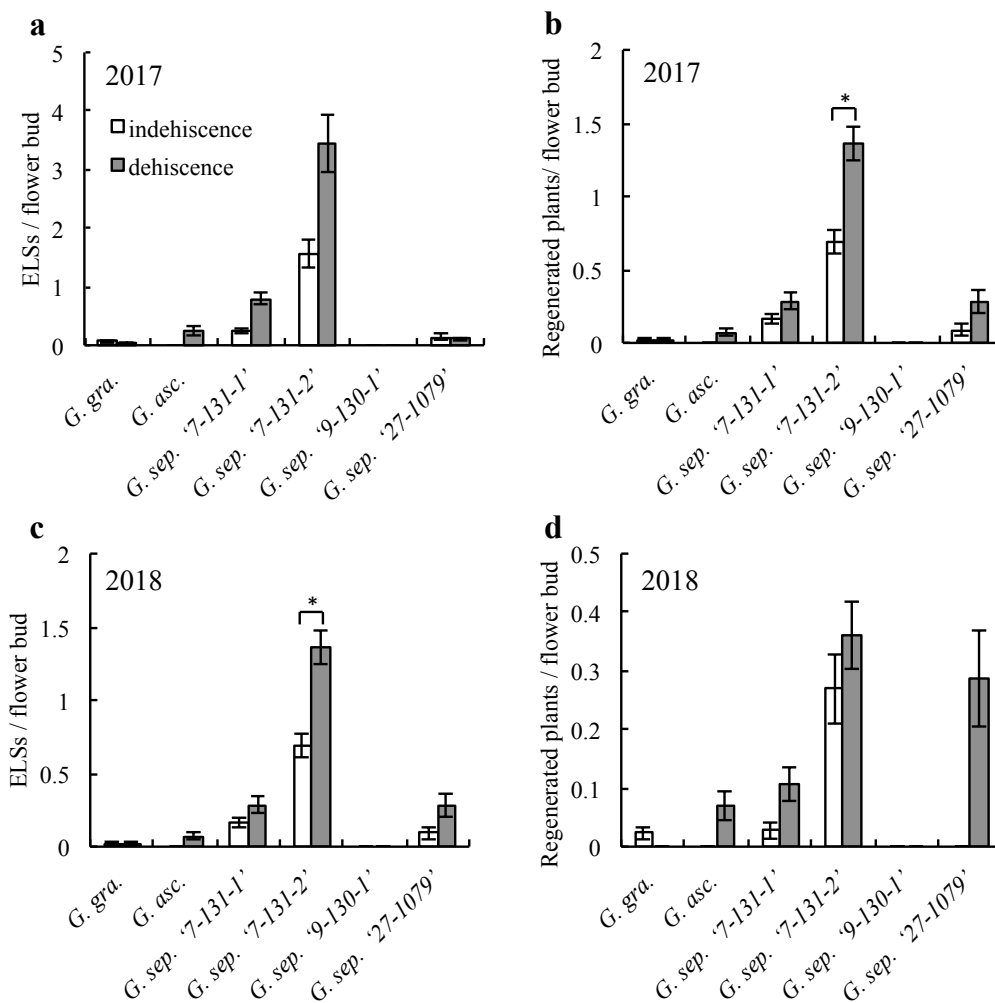 a
5
4
3
2
1
0
ELSs / flower bud
2017
indehiscence
dehiscence
G. gra.
G. asc.
G. sep. ‘7-131-1’
G. sep. ‘7-131-2’
G. sep. ‘9-130-1’
G. sep. ‘27-1079’
b
2
1.5
1
0.5
0
Regenerated plants/ flower bud
2017
*
G. gra.
G. asc.
G. sep. ‘7-131-1’
G. sep. ‘7-131-2’
G. sep. ‘9-130-1’
G. sep. ‘27-1079’
c
2
1.5
1
0.5
0
ELSs / flower bud
2018
*
G. gra.
G. asc.
G. sep. ‘7-131-1’
G. sep. ‘7-131-2’
G. sep. ‘9-130-1’
G. sep. ‘27-1079’
d
0.5
0.4
0.3
0.2
0.1
0
Regenerated plants / flower bud
2018
G. gra.
G. asc.
G. sep. ‘7-131-1’
G. sep. ‘7-131-2’
G. sep. ‘9-130-1’
G. sep. ‘27-1079’